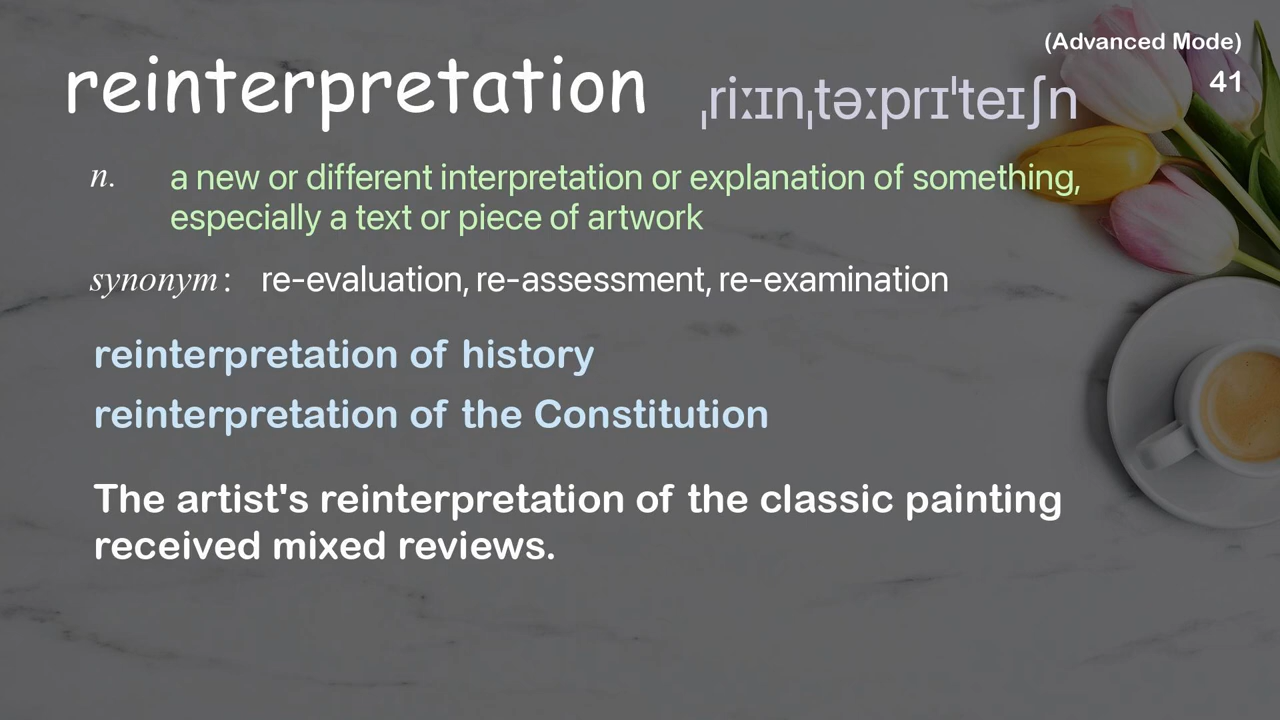 (Advanced Mode)
41
reinterpretation ˌriːɪnˌtəːprɪˈteɪʃn
n. a new or different interpretation or explanation of something,
especially a text or piece of artwork
synonym: re-evaluation, re-assessment, re-examination
reinterpretation of history
reinterpretation of the Constitution
The artist's reinterpretation of the classic painting
received mixed reviews.